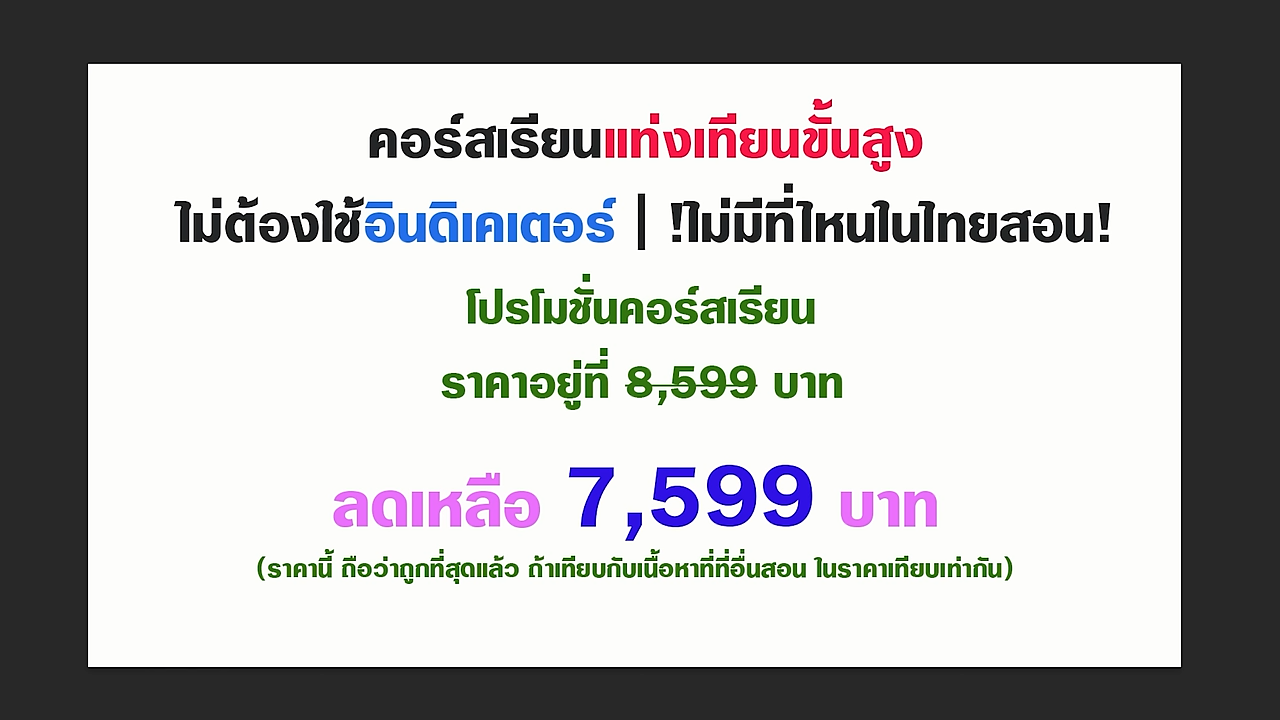 คอร์สเรียนแท่งเทียนขั้นสูง
ไม่ต้องใช้อินดิเคเตอร์ | !ไม่มีที่ไหนในไทยสอน!
โปรโมชั่นคอร์สเรียน
ราคาอยู่ที่ 8,599 บาท
ลดเหลือ 7,599 บาท
(ราคานี้ ถือว่าถูกที่สุดแล้ว ถ้าเทียบกับเนื้อหาที่ที่อื่นสอน ในราคาเทียบเท่ากัน)